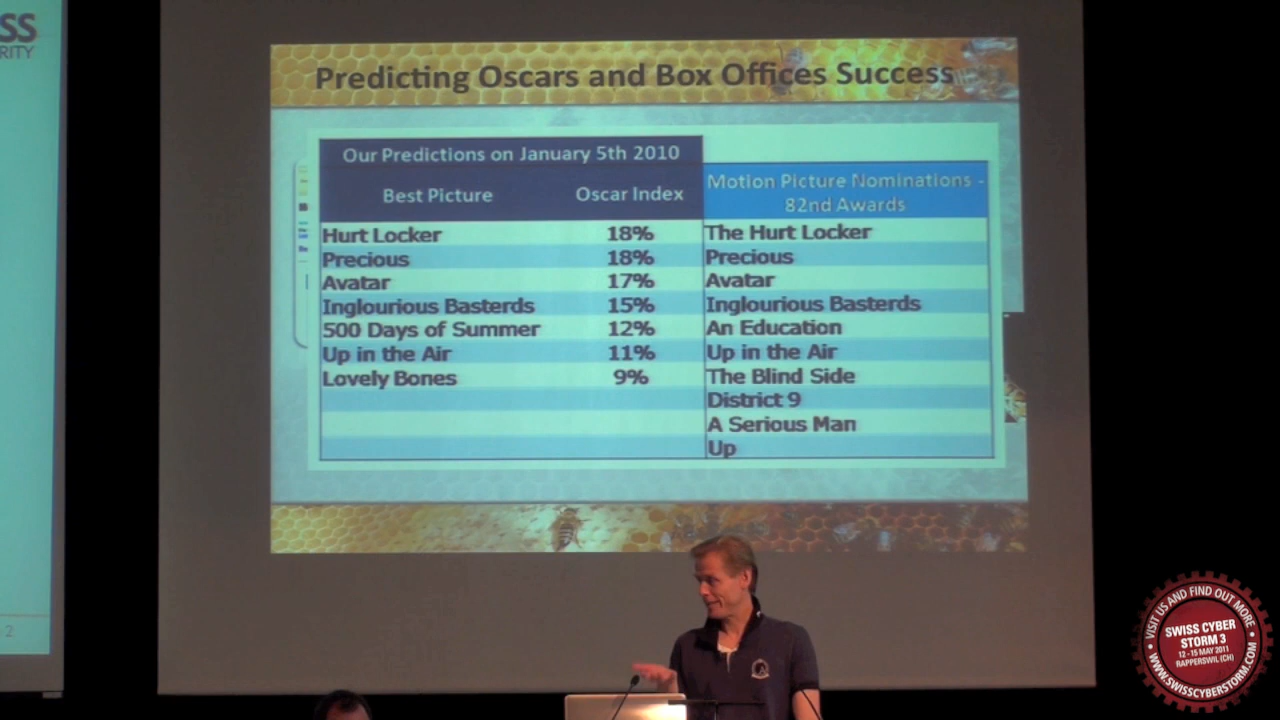 SS
RITY
2
Predicting Oscars and Box Offices Success
Our Predictions on January 5th 2010
Best Picture Oscar Index
Motion Picture Nominations -
82nd Awards
Hurt Locker 18% The Hurt Locker
Precious 18% Precious
Avatar 17% Avatar
Inglourious Basterds 15% Inglourious Basterds
500 Days of Summer 12% An Education
Up in the Air 11% Up in the Air
Lovely Bones 9% The Blind Side
District 9
A Serious Man
Up
VISIT US AND FIND OUT MORE
SWISS CYBER
STORM 3
12 - 15 MAY 2011
RAPPERSWIL (CH)
WWW.SWISSCYBERSTORM.COM